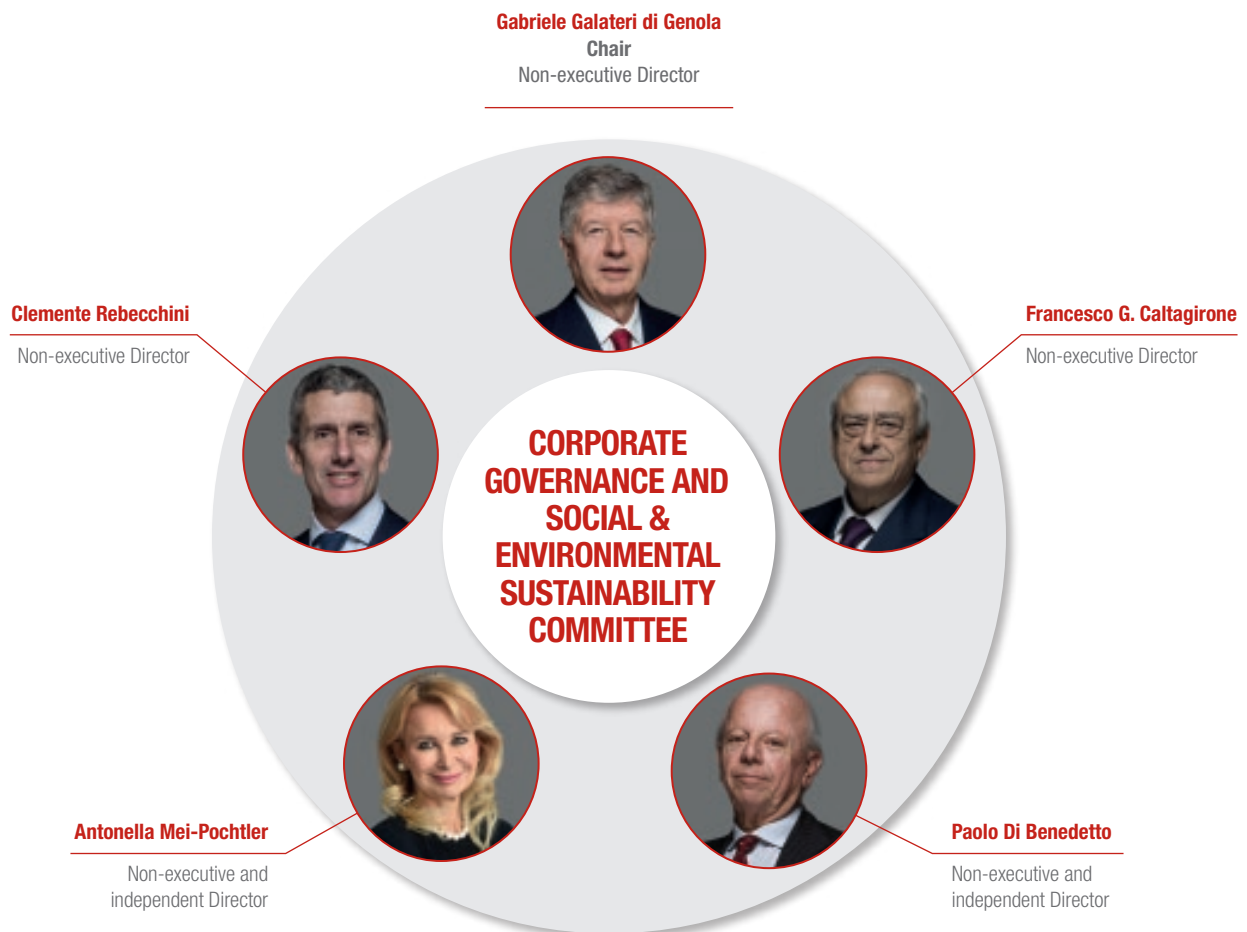 Gabriele Galateri di Genola
Chair
Non-executive Director
Clemente Rebecchini
Non-executive Director
Francesco G. Caltagirone
Non-executive Director
CORPORATE
GOVERNANCE AND
SOCIAL &
ENVIRONMENTAL
SUSTAINABILITY
COMMITTEE
Antonella Mei-Pochtler
Non-executive and
independent Director
Paolo Di Benedetto
Non-executive and
independent Director